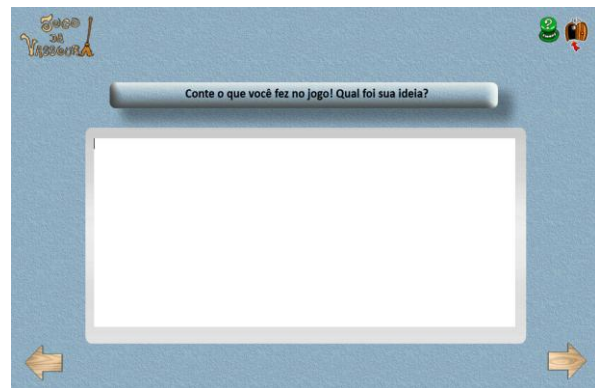 JOGO
DA
VASSOURA
?
Conte o que você fez no jogo! Qual foi sua ideia?